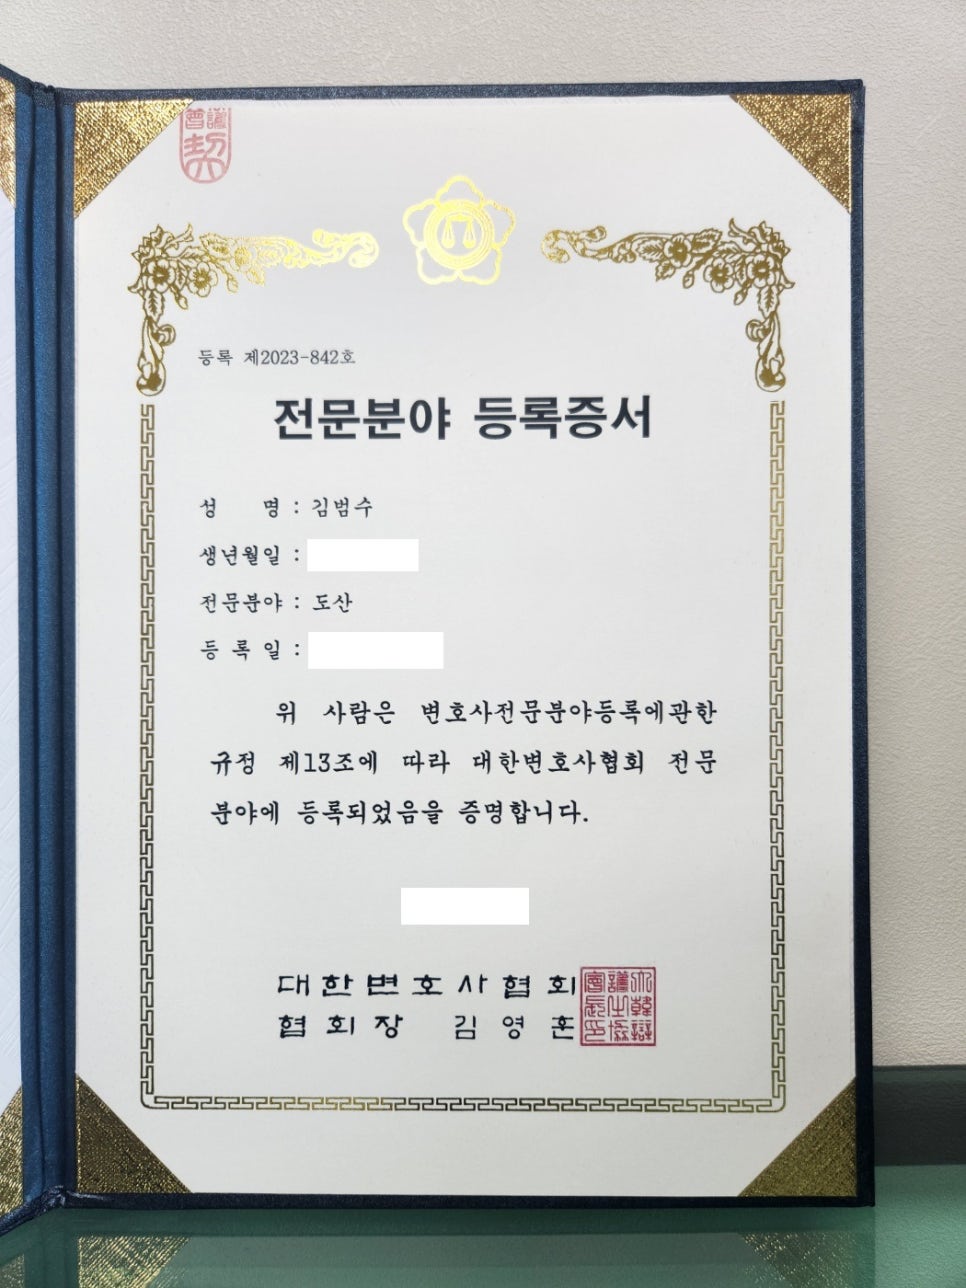 등록 제2023-842호
전문분야 등록증서
성 명 : 김범수
생년월일 :
전문분야 : 도산
등 록 일 :
위 사람은 변호사전문분야등록에관한
규정 제13조에 따라 대한변호사협회 전문
분야에 등록되었음을 증명합니다.
대한변호사협회
협회장 김영훈